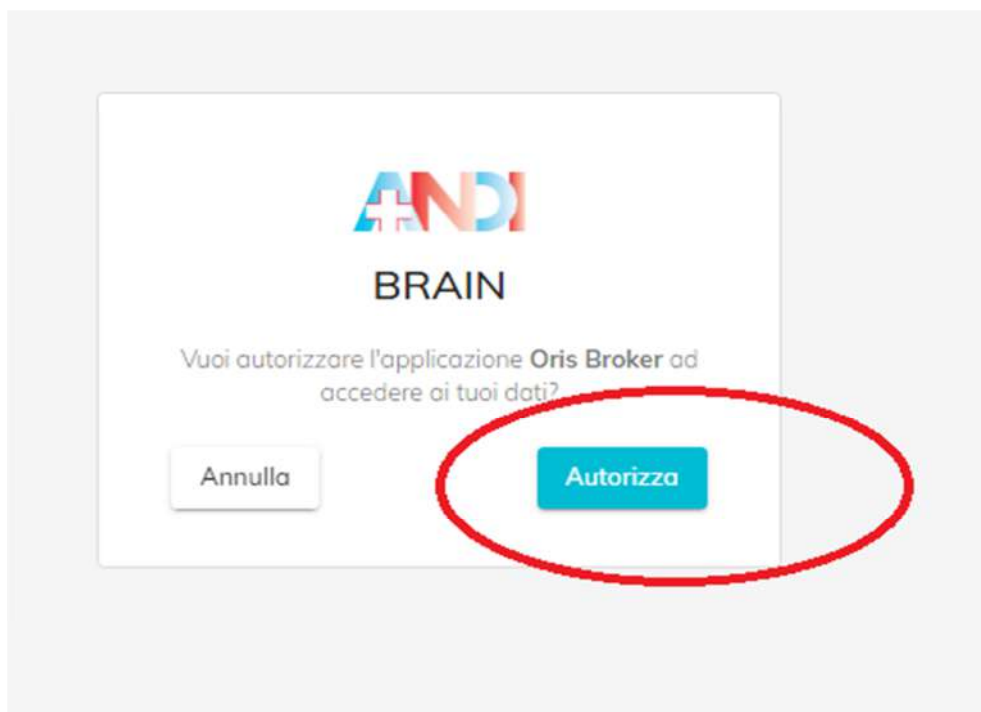 ANDI
BRAIN
Vuoi autorizzare l'applicazione Oris Broker ad
accedere ai tuoi dati?
Annulla
Autorizza